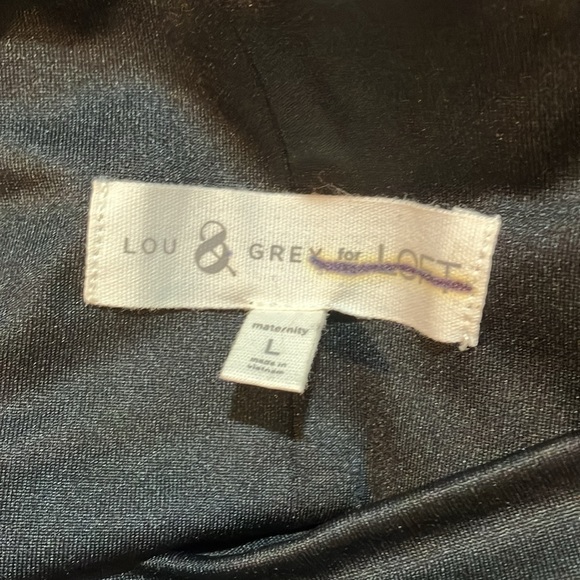 LOU & GREY for LOFT
maternity
L
made in
vietnam